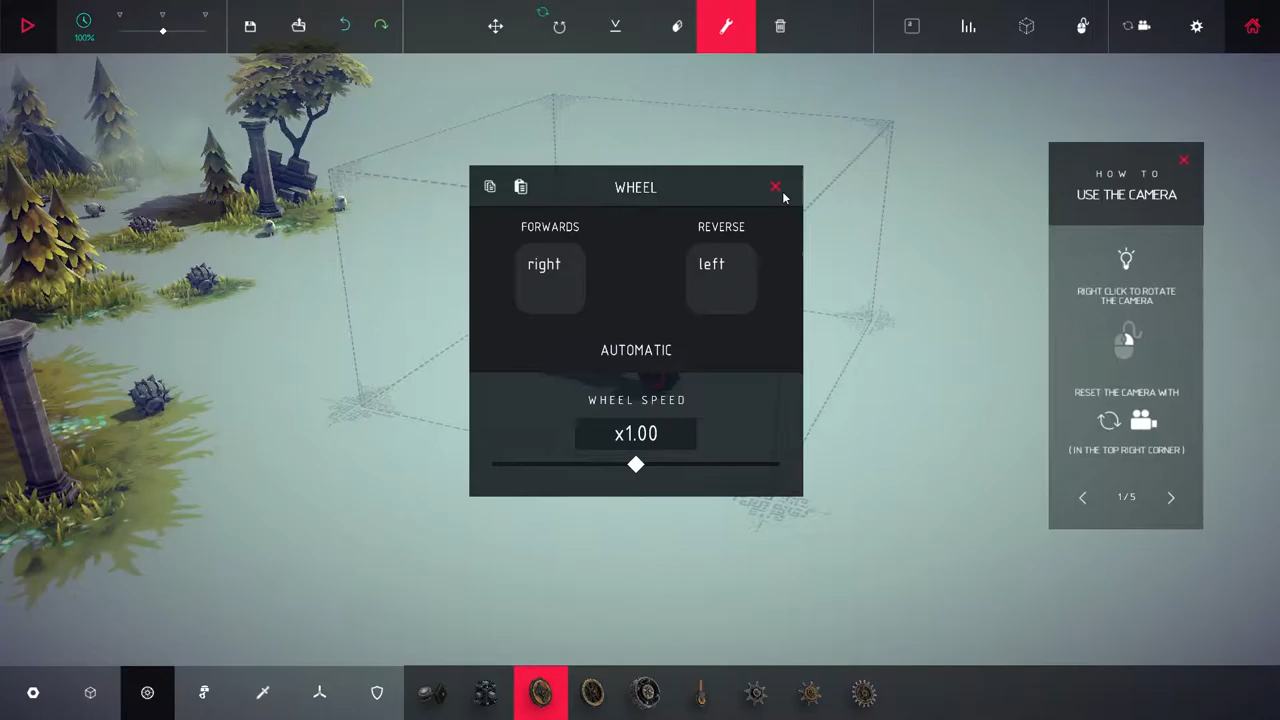 100%
WHEEL
FORWARDS
REVERSE
right
left
AUTOMATIC
WHEEL SPEED
x1.00
HOW TO
USE THE CAMERA
RIGHT CLICK TO ROTATE
THE CAMERA
RESET THE CAMERA WITH
( IN THE TOP RIGHT CORNER )
1/5